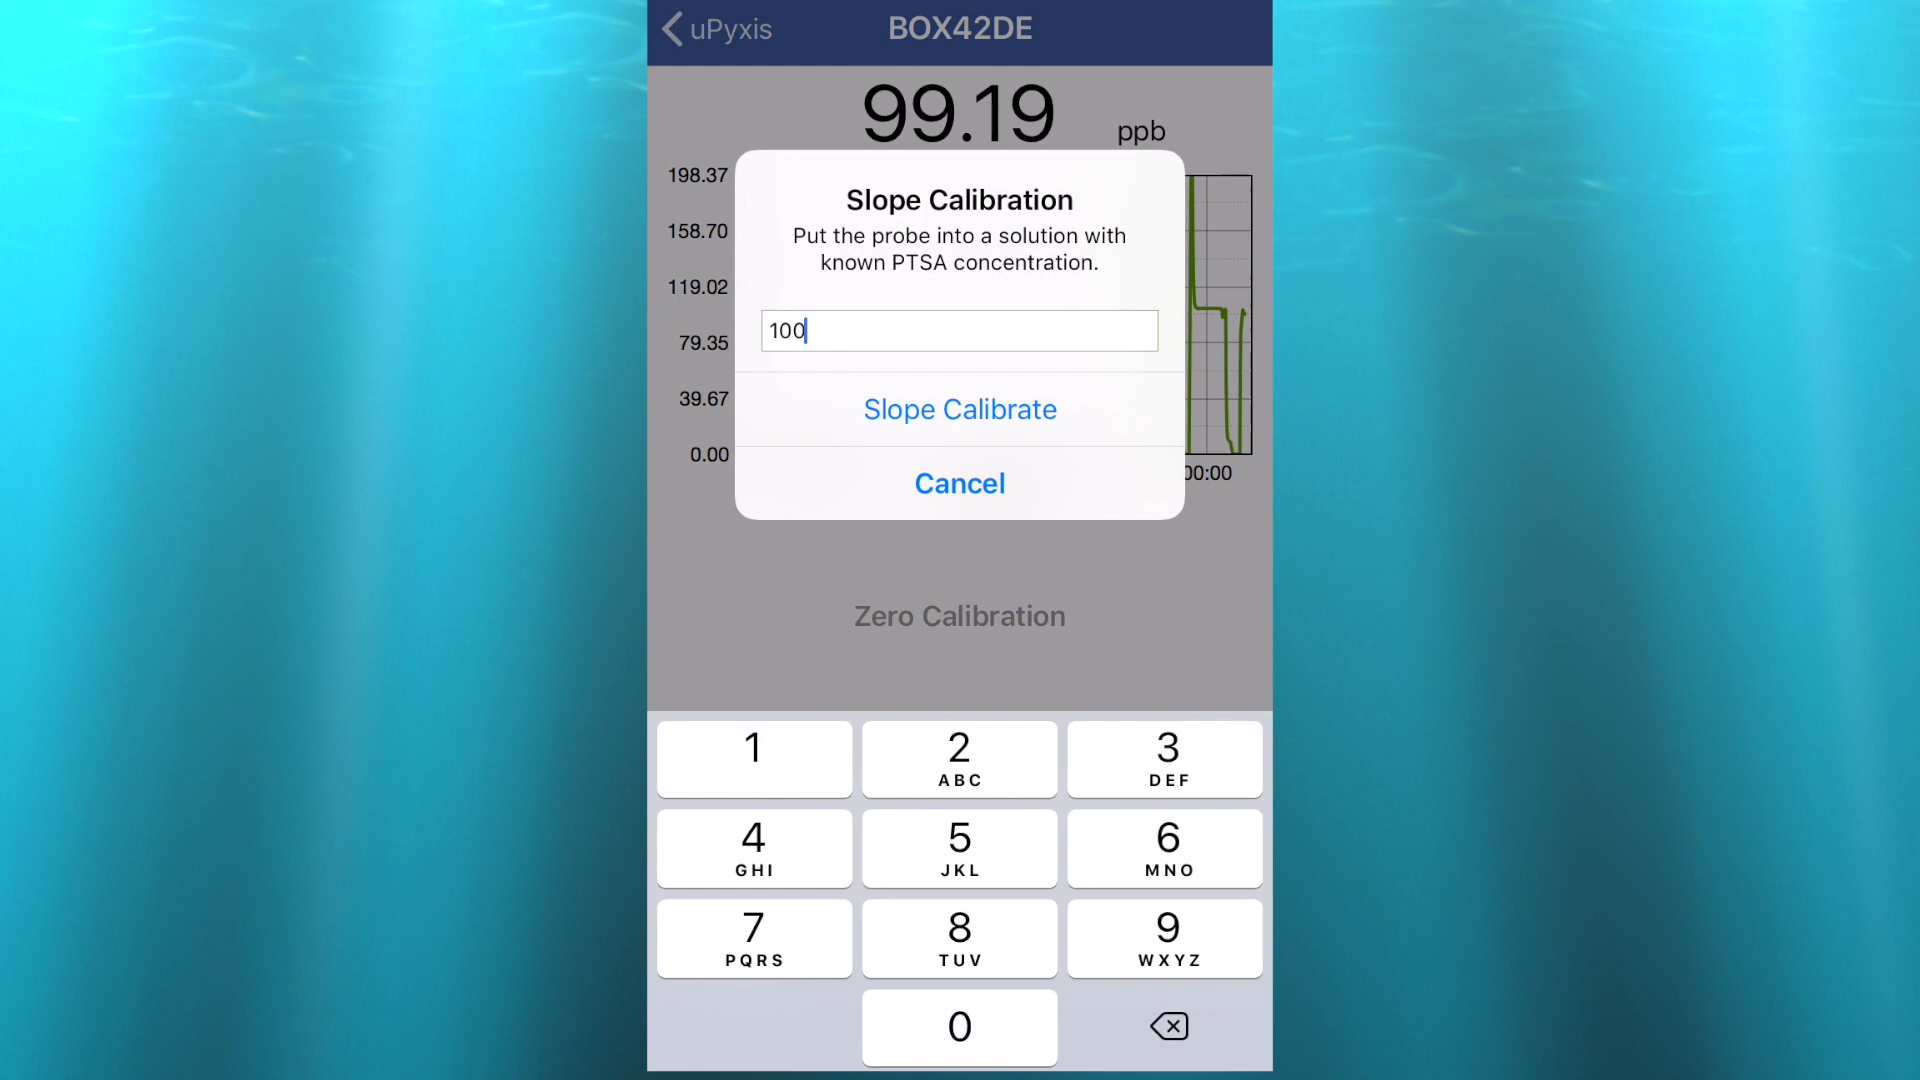 uPyxis
BOX42DE
99.19 ppb
198.37
158.70
119.02
79.35
39.67
0.00
00:00
Slope Calibration
Put the probe into a solution with
known PTSA concentration.
100
Slope Calibrate
Cancel
Zero Calibration
1
2
ABC
3
DEF
4
GHI
5
JKL
6
MNO
7
PQRS
8
TUV
9
WXYZ
0